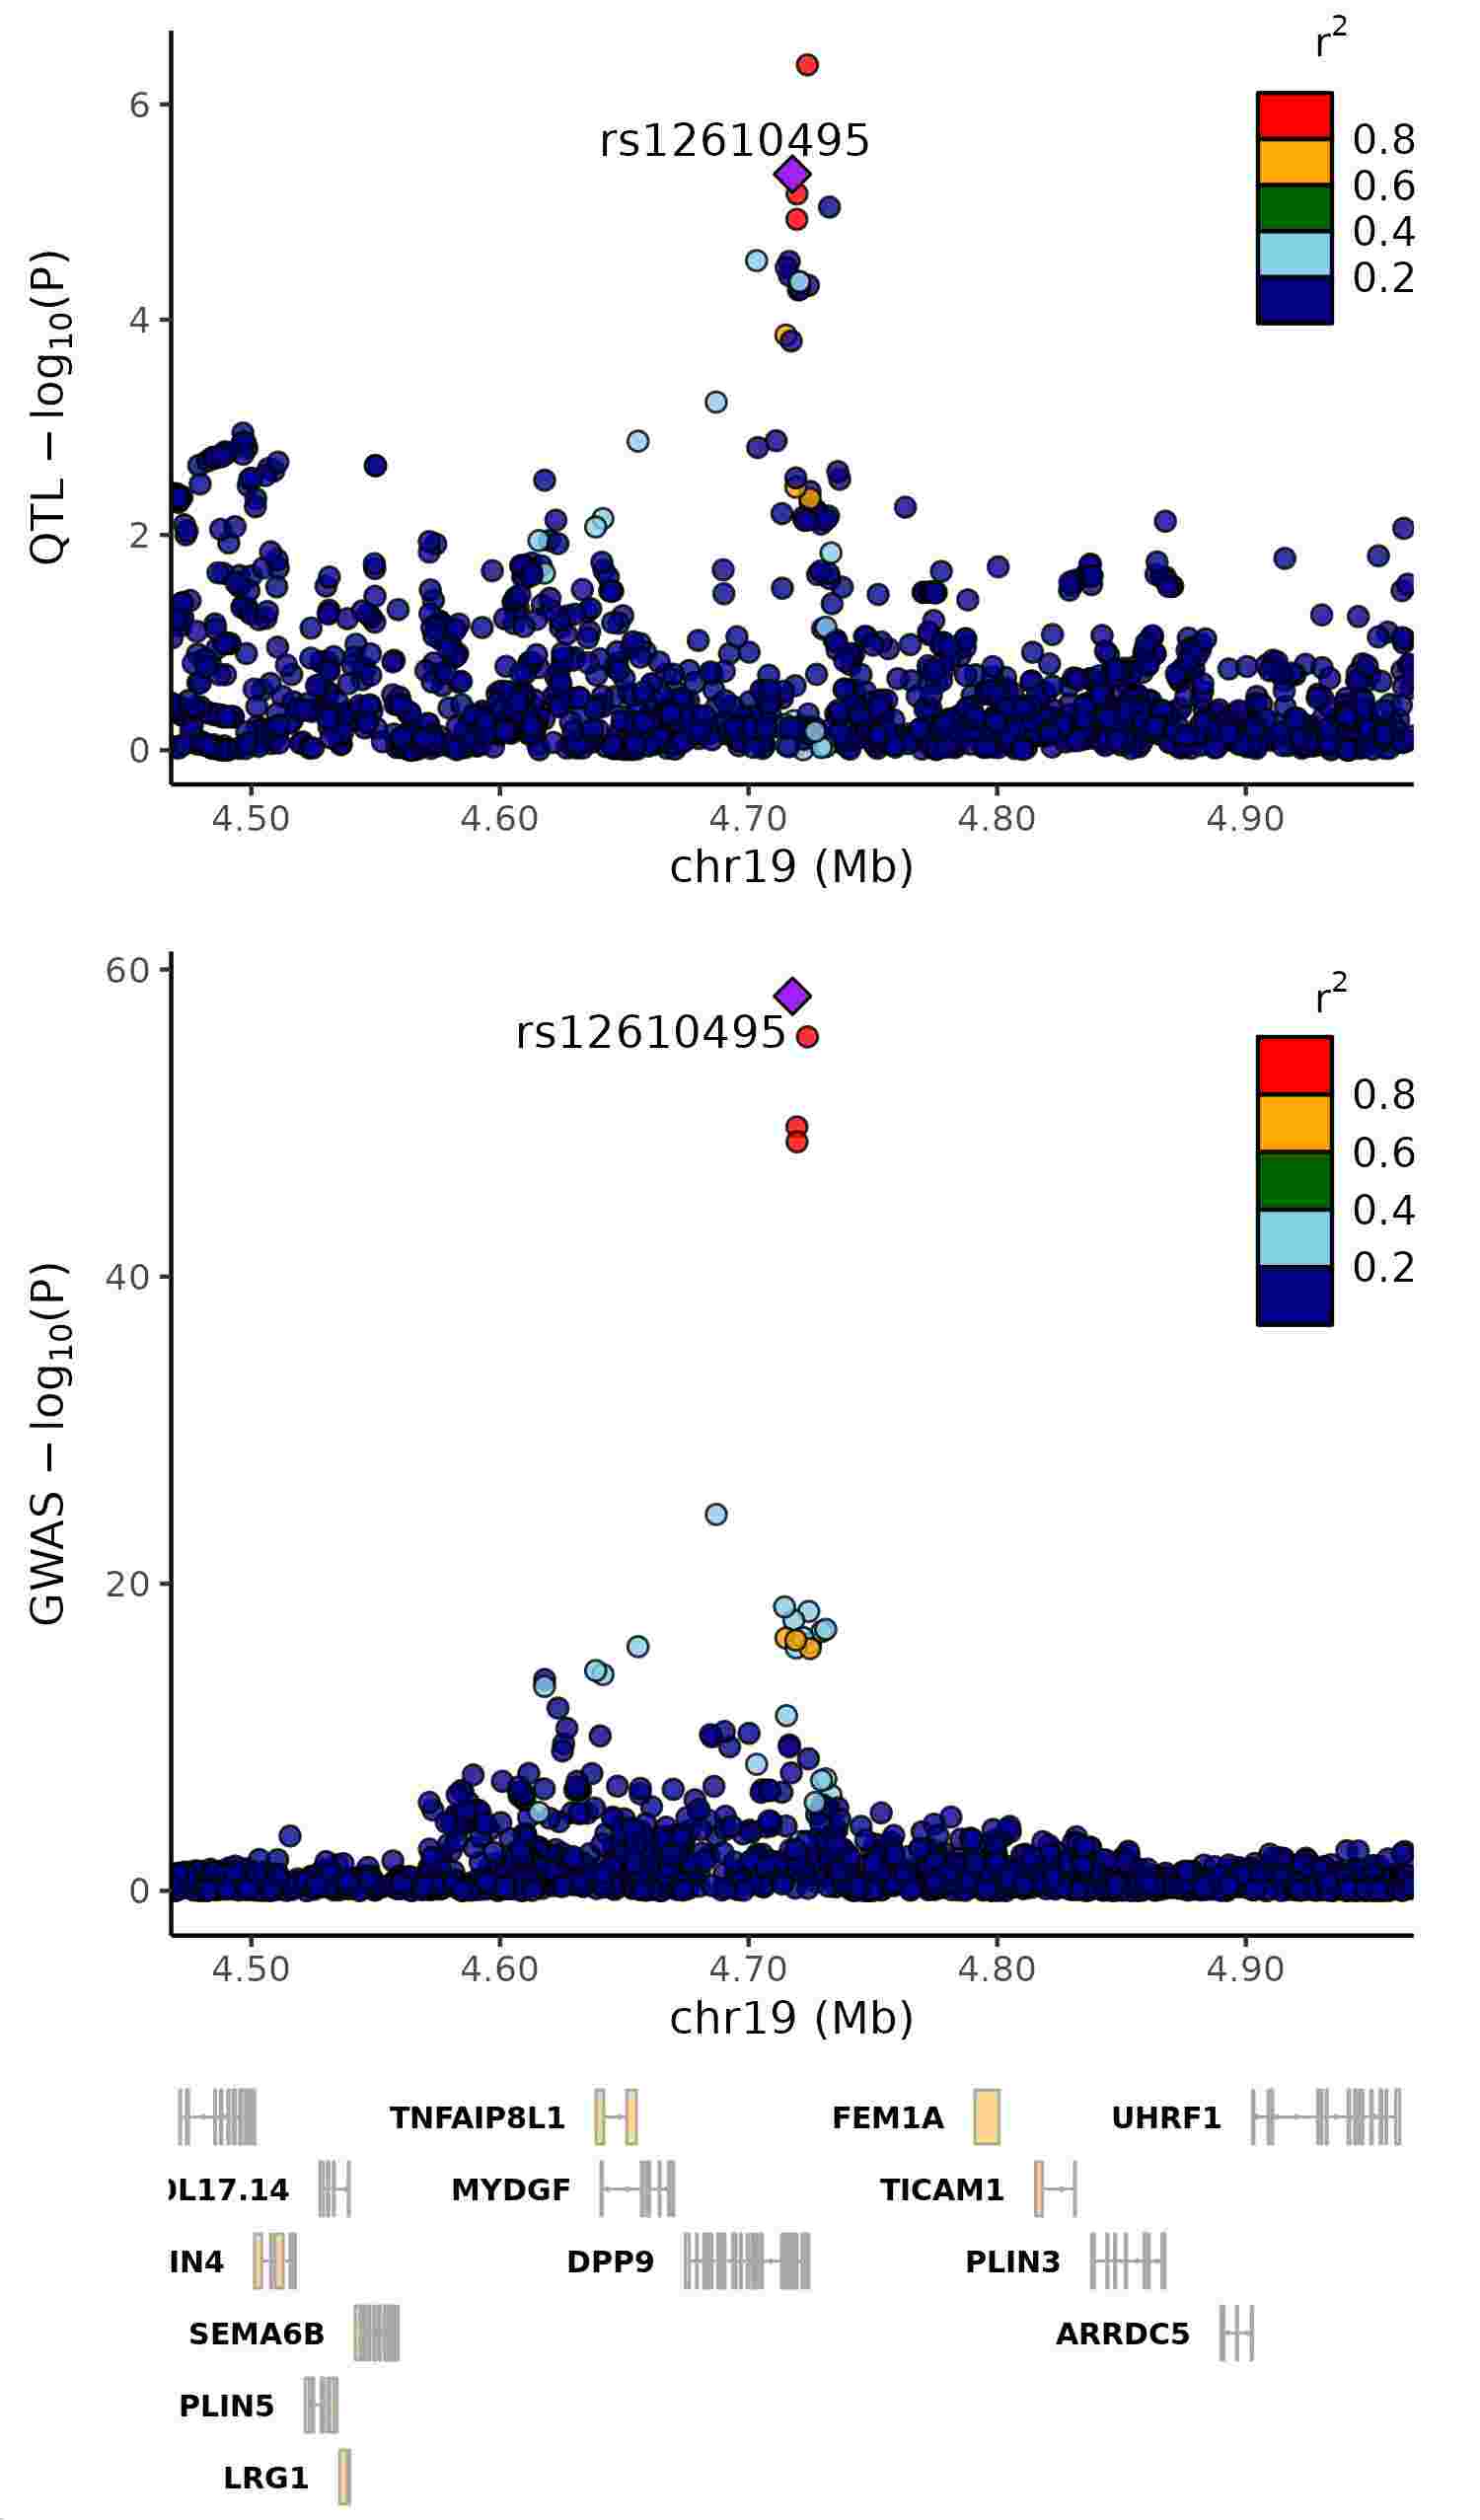 r²
6
rs12610495
0.8
0.6
0.4
0.2
4
2
0
QTL − log₁₀(P)
4.50 4.60 4.70 4.80 4.90
chr19 (Mb)
60
rs12610495
r²
0.8
0.6
0.4
0.2
40
20
0
GWAS − log₁₀(P)
4.50 4.60 4.70 4.80 4.90
chr19 (Mb)
TNFAIP8L1 FEM1A UHRF1
L17.14 MYDGF TICAM1
IN4 DPP9 PLIN3
SEMA6B ARRDC5
PLIN5
LRG1